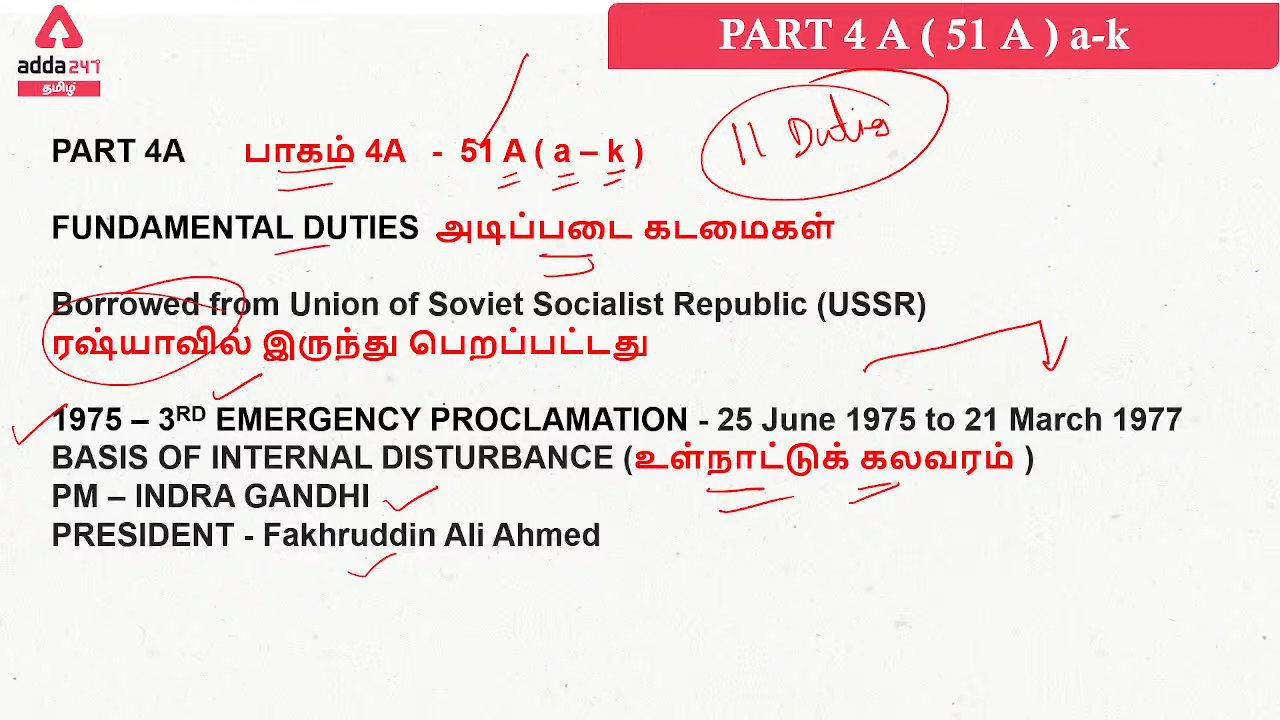 adda247
தமிழ்
PART 4 A ( 51 A ) a-k
11 Duties
PART 4A பாகம் 4A - 51 A ( a – k )
FUNDAMENTAL DUTIES அடிப்படை கடமைகள்
Borrowed from Union of Soviet Socialist Republic (USSR)
ரஷ்யாவில் இருந்து பெறப்பட்டது
1975 – 3RD EMERGENCY PROCLAMATION - 25 June 1975 to 21 March 1977
BASIS OF INTERNAL DISTURBANCE (உள்நாட்டுக் கலவரம் )
PM – INDRA GANDHI
PRESIDENT - Fakhruddin Ali Ahmed